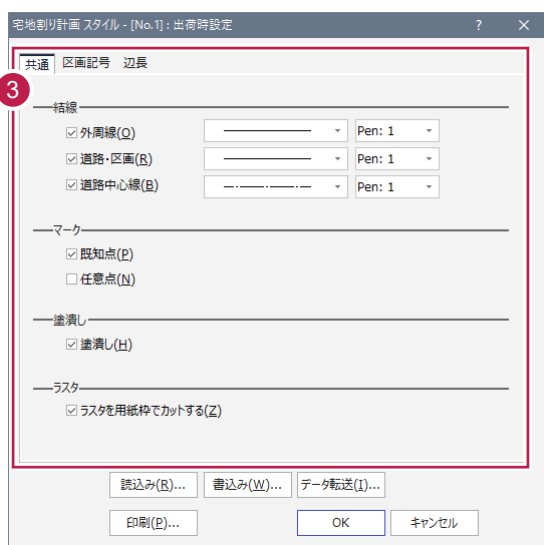 宅地割り計画 スタイル - [No.1] : 出荷時設定 ? ×
共通 区画記号 辺長
3
結線
外周線(O) Pen: 1
道路・区画(R) Pen: 1
道路中心線(B) Pen: 1
マーク
既知点(P)
任意点(N)
塗潰し
塗潰し(H)
ラスタ
ラスタを用紙枠でカットする(Z)
読込み(R)... 書込み(W)... データ転送(I)...
印刷(P)... OK キャンセル